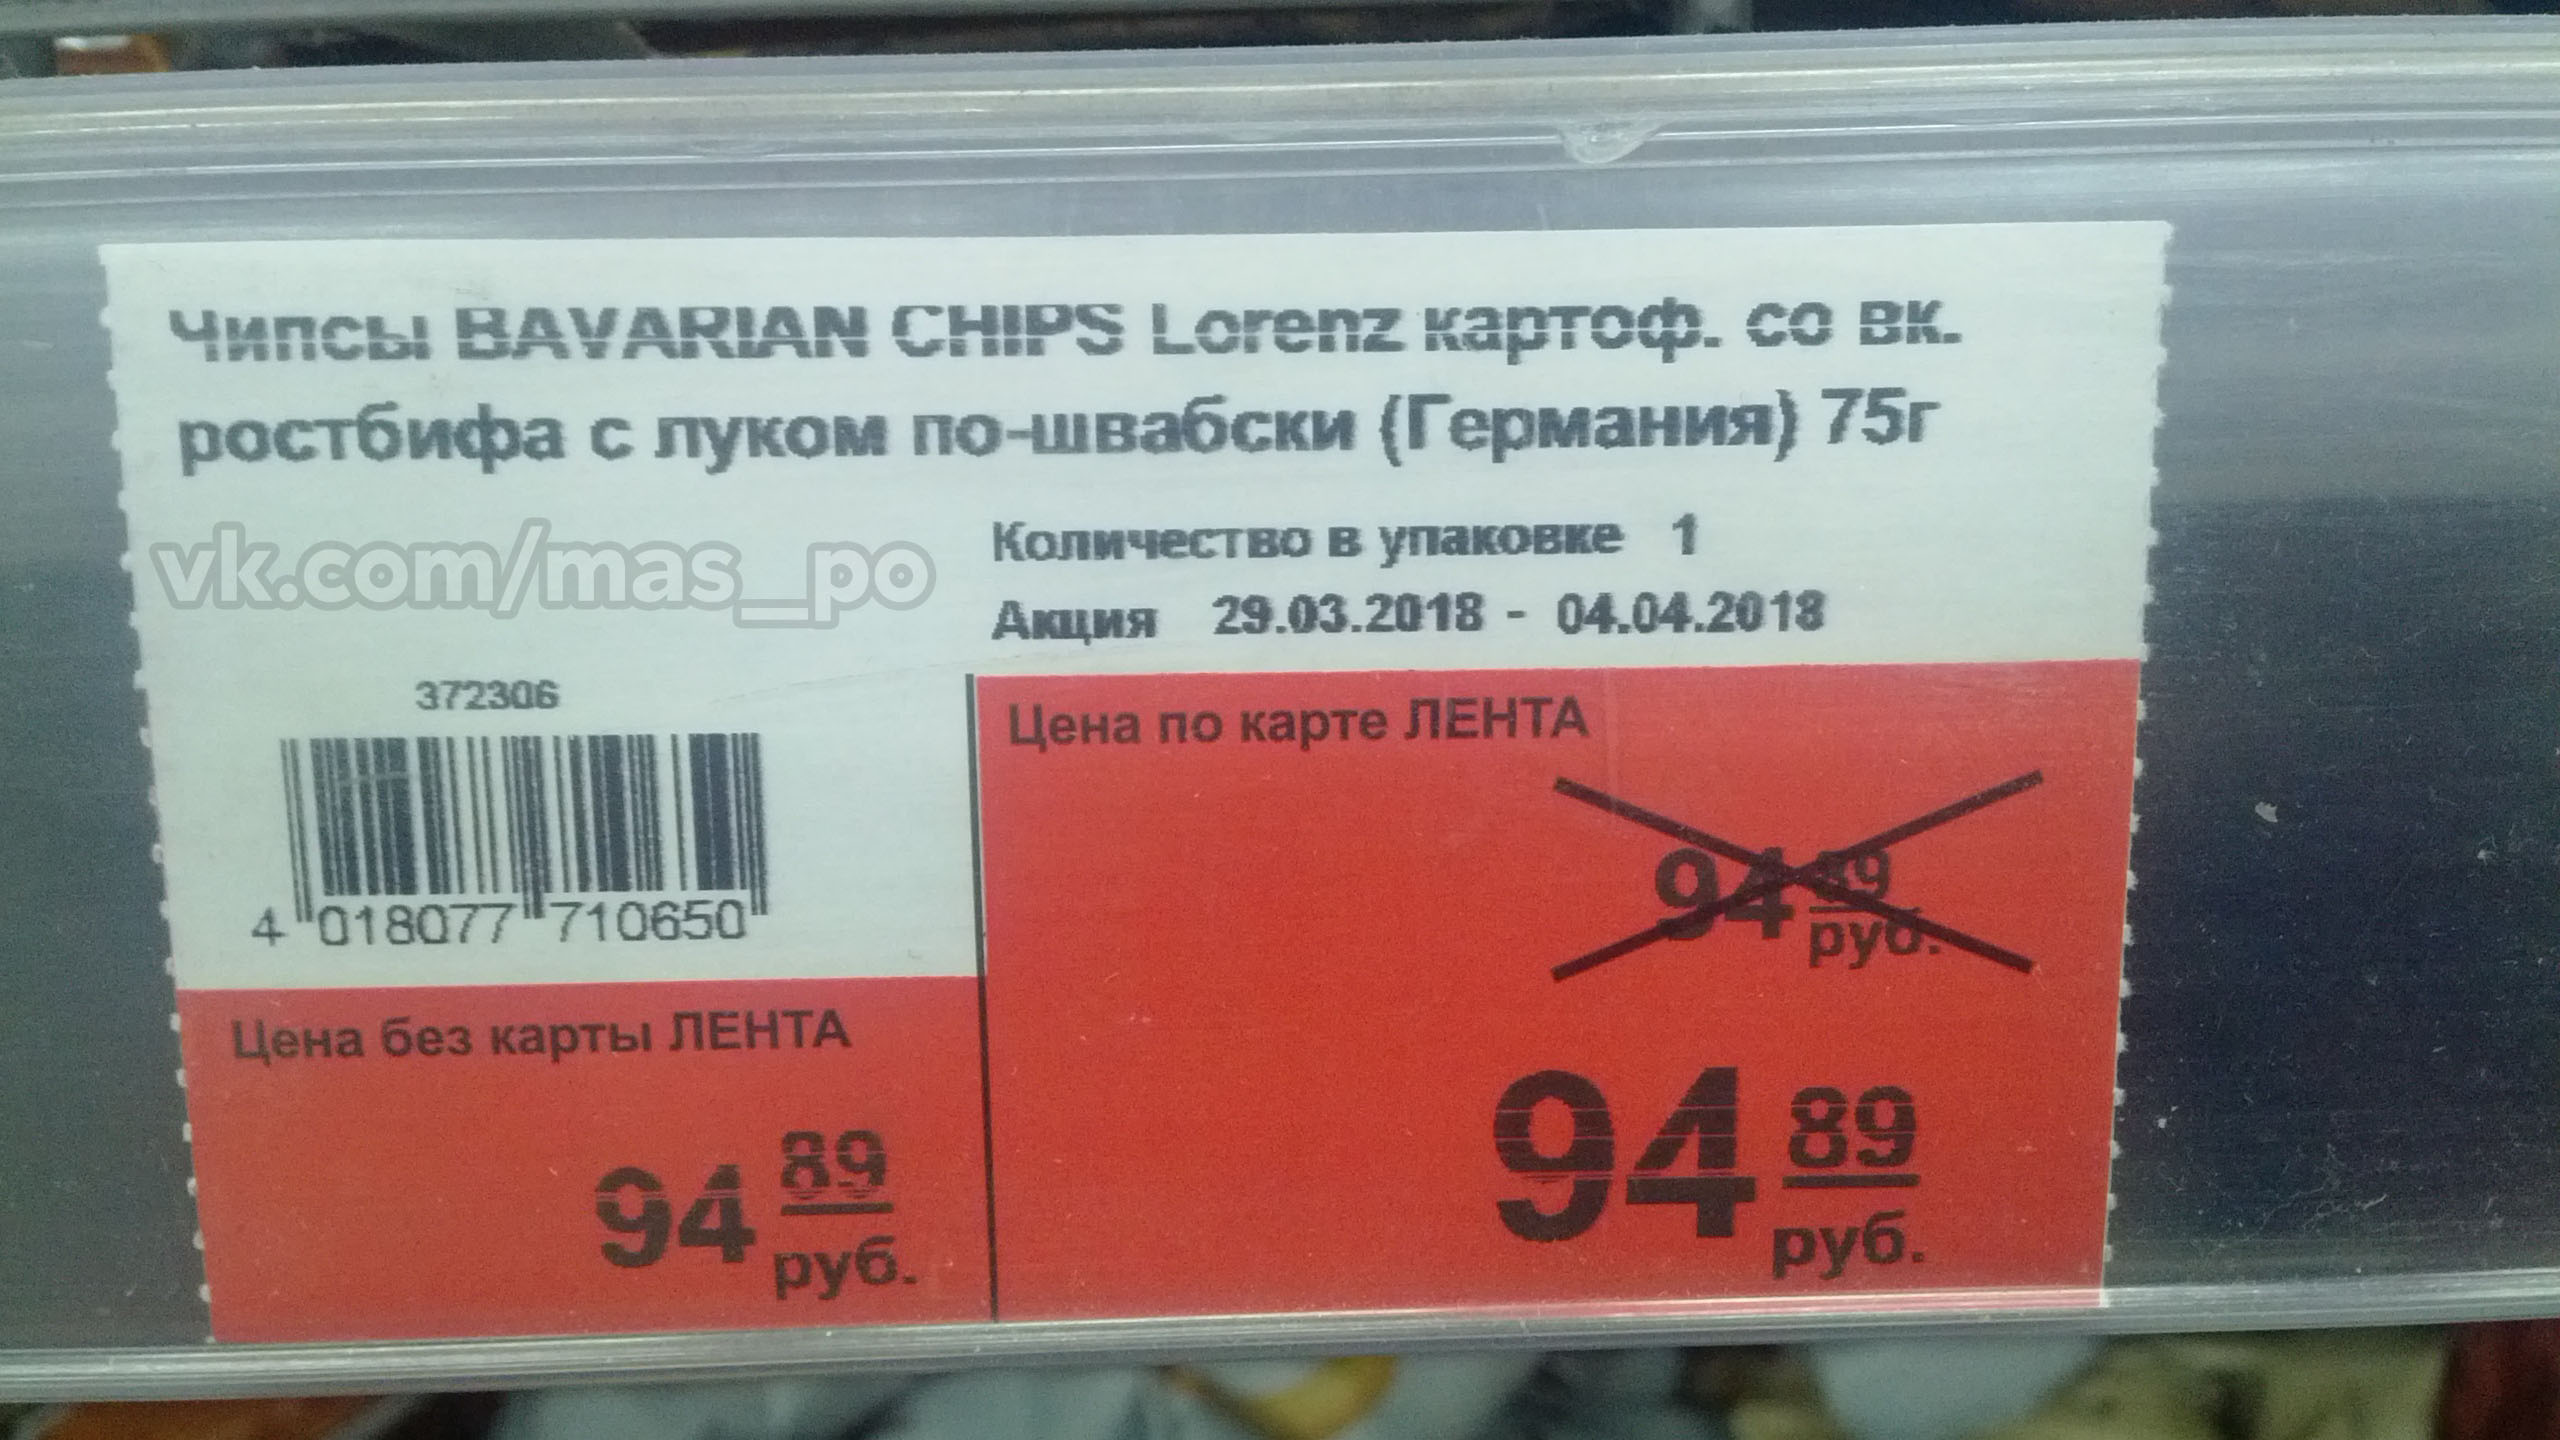 Чипсы BAVARIAN CHIPS Lorenz картоф. со вк.
ростбифа с луком по-швабски (Германия) 75г
vk.com/mas_po
Количество в упаковке 1
Акция 29.03.2018 - 04.04.2018
372306
4 018077 710650
Цена по карте ЛЕНТА
94 89
руб.
94 89
руб.
Цена без карты ЛЕНТА
94 89
руб.